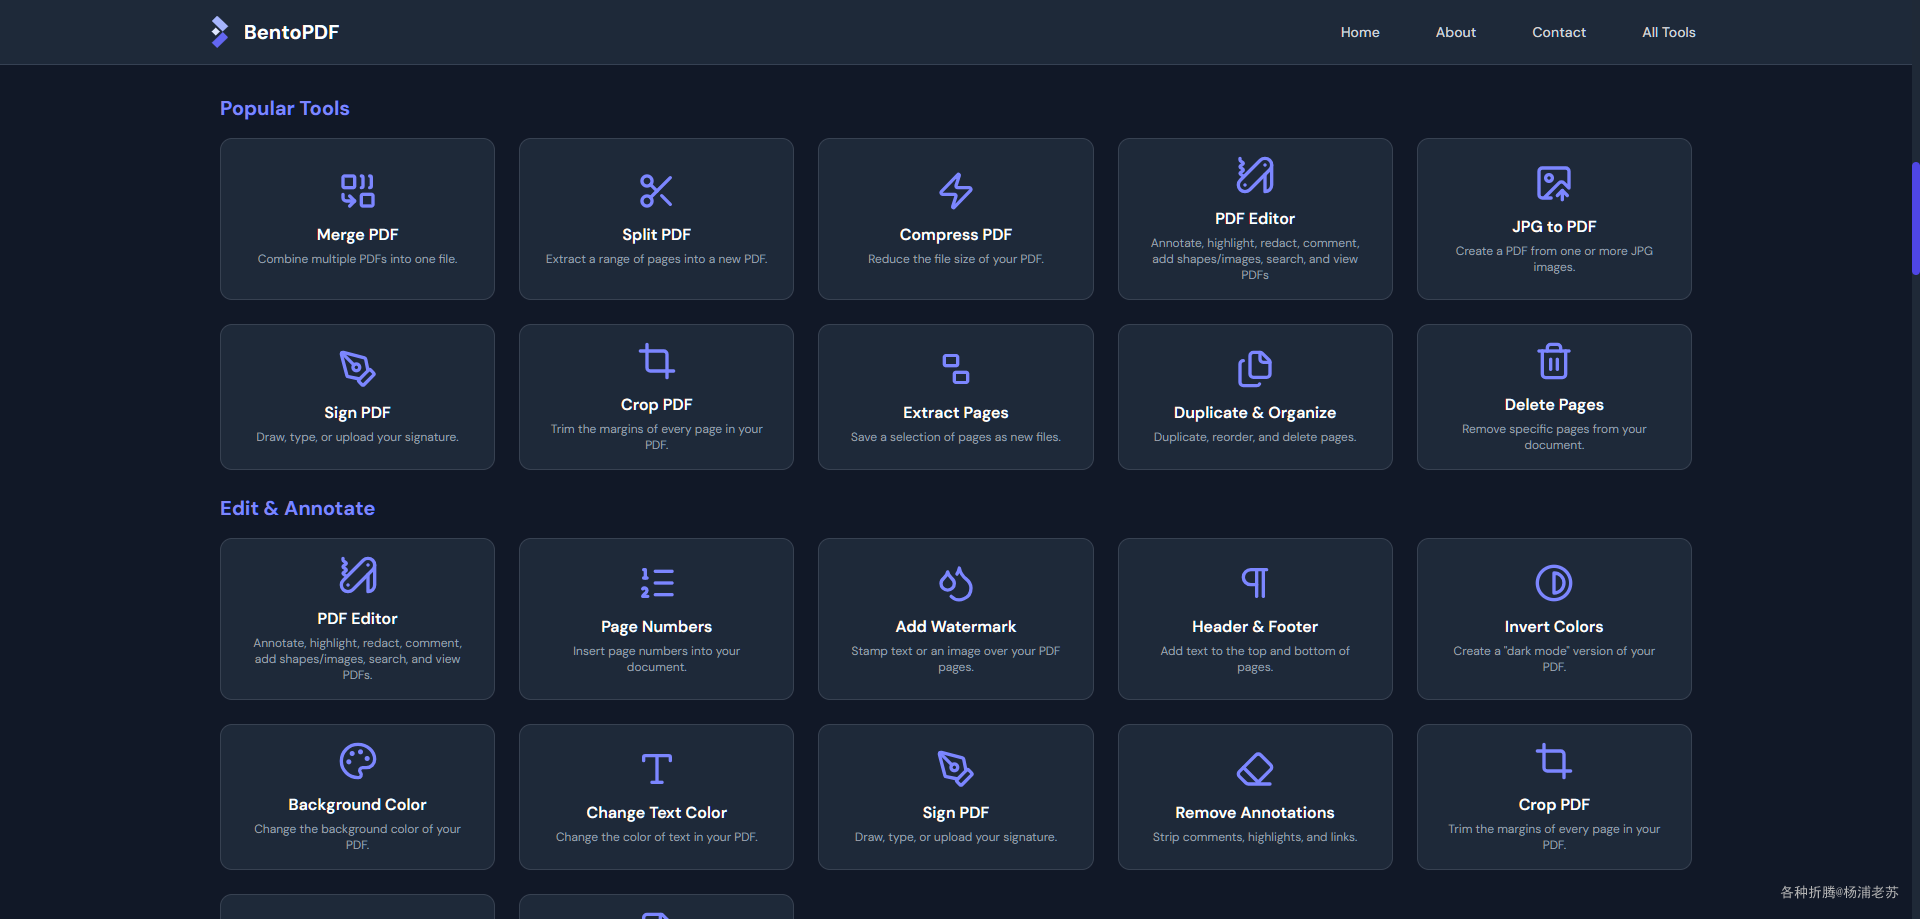 BentoPDF
Home
About
Contact
All Tools
Popular Tools
Merge PDF
Combine multiple PDFs into one file.
Split PDF
Extract a range of pages into a new PDF.
Compress PDF
Reduce the file size of your PDF.
PDF Editor
Annotate, highlight, redact, comment,
add shapes/images, search, and view
PDFs
JPG to PDF
Create a PDF from one or more JPG
images.
Sign PDF
Draw, type, or upload your signature.
Crop PDF
Trim the margins of every page in your
PDF.
Extract Pages
Save a selection of pages as new files.
Duplicate & Organize
Duplicate, reorder, and delete pages.
Delete Pages
Remove specific pages from your
document.
Edit & Annotate
PDF Editor
Annotate, highlight, redact, comment,
add shapes/images, search, and view
PDFs.
Page Numbers
Insert page numbers into your
document.
Add Watermark
Stamp text or an image over your PDF
pages.
Header & Footer
Add text to the top and bottom of
pages.
Invert Colors
Create a "dark mode" version of your
PDF.
Background Color
Change the background color of your
PDF.
Change Text Color
Change the color of text in your PDF.
Sign PDF
Draw, type, or upload your signature.
Remove Annotations
Strip comments, highlights, and links.
Crop PDF
Trim the margins of every page in your
PDF.
各种折腾@杨浦老苏